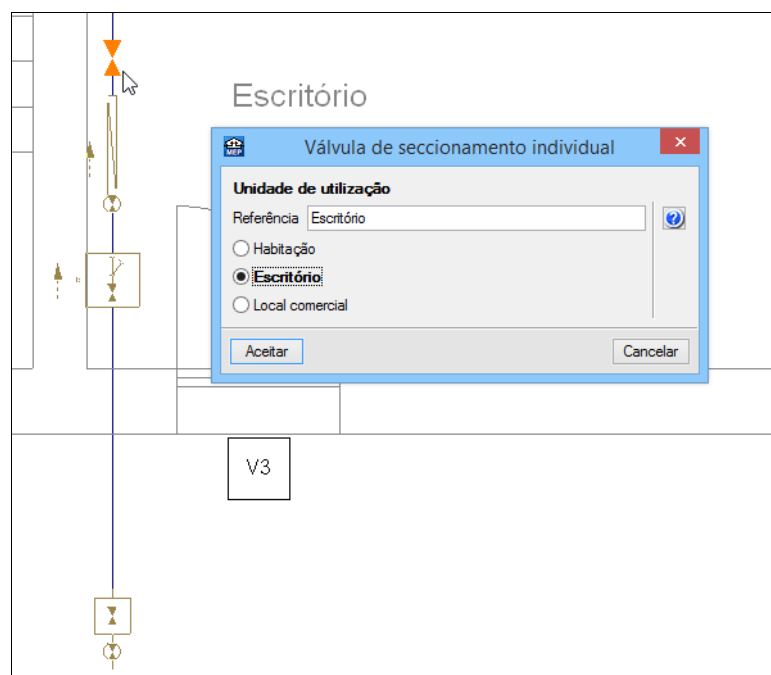 Escritório
MEP
Válvula de seccionamento individual
Unidade de utilização
Referência Escritório
Habitação
Escritório
Local comercial
Aceitar Cancelar
V3